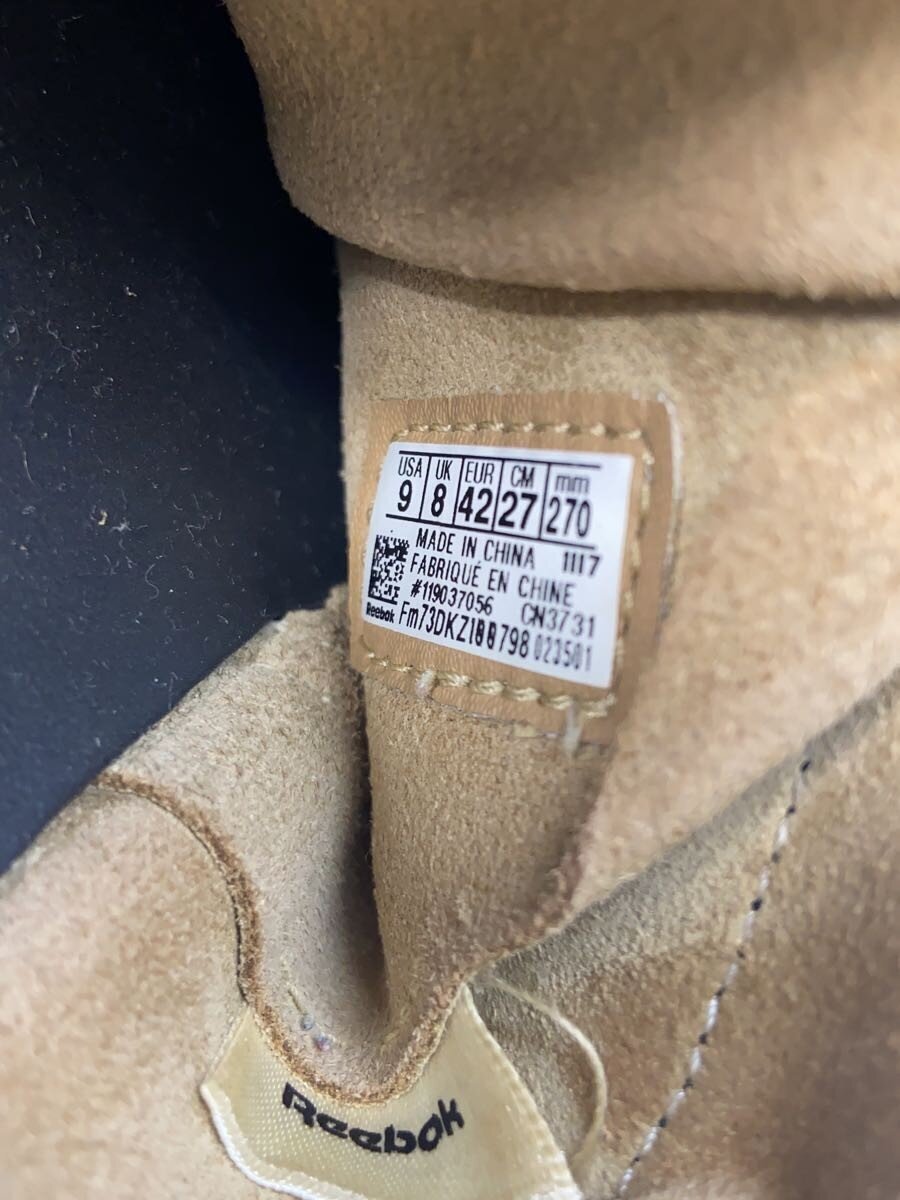 USA UK EUR CM mm
9 8 42 27 270
MADE IN CHINA 1117
FABRIQUÉ EN CHINE
#119037056 CN3731
Reebok 023501
Reebok